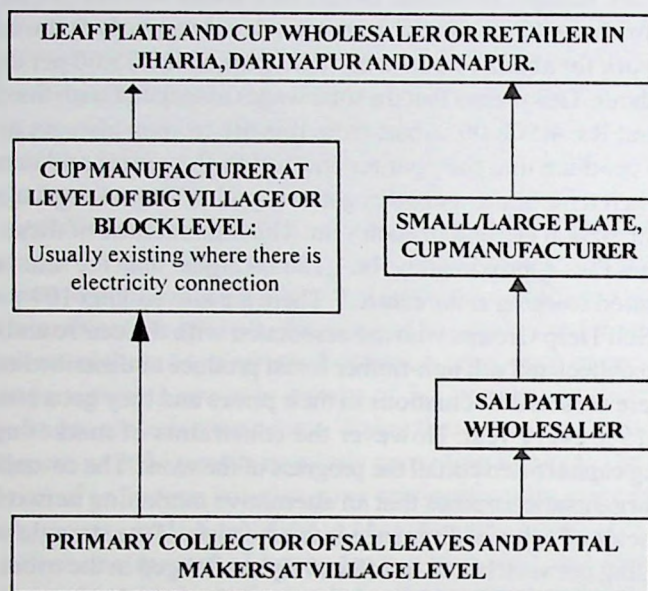 LEAF PLATE AND CUP WHOLESALER OR RETAILER IN
JHARIA, DARIYAPUR AND DANAPUR.
CUP MANUFACTURER AT
LEVEL OF BIG VILLAGE OR
BLOCK LEVEL:
Usually existing where there is
electricity connection
SMALL/LARGE PLATE,
CUP MANUFACTURER
SAL PATTAL
WHOLESALER
PRIMARY COLLECTOR OF SAL LEAVES AND PATTAL
MAKERS AT VILLAGE LEVEL